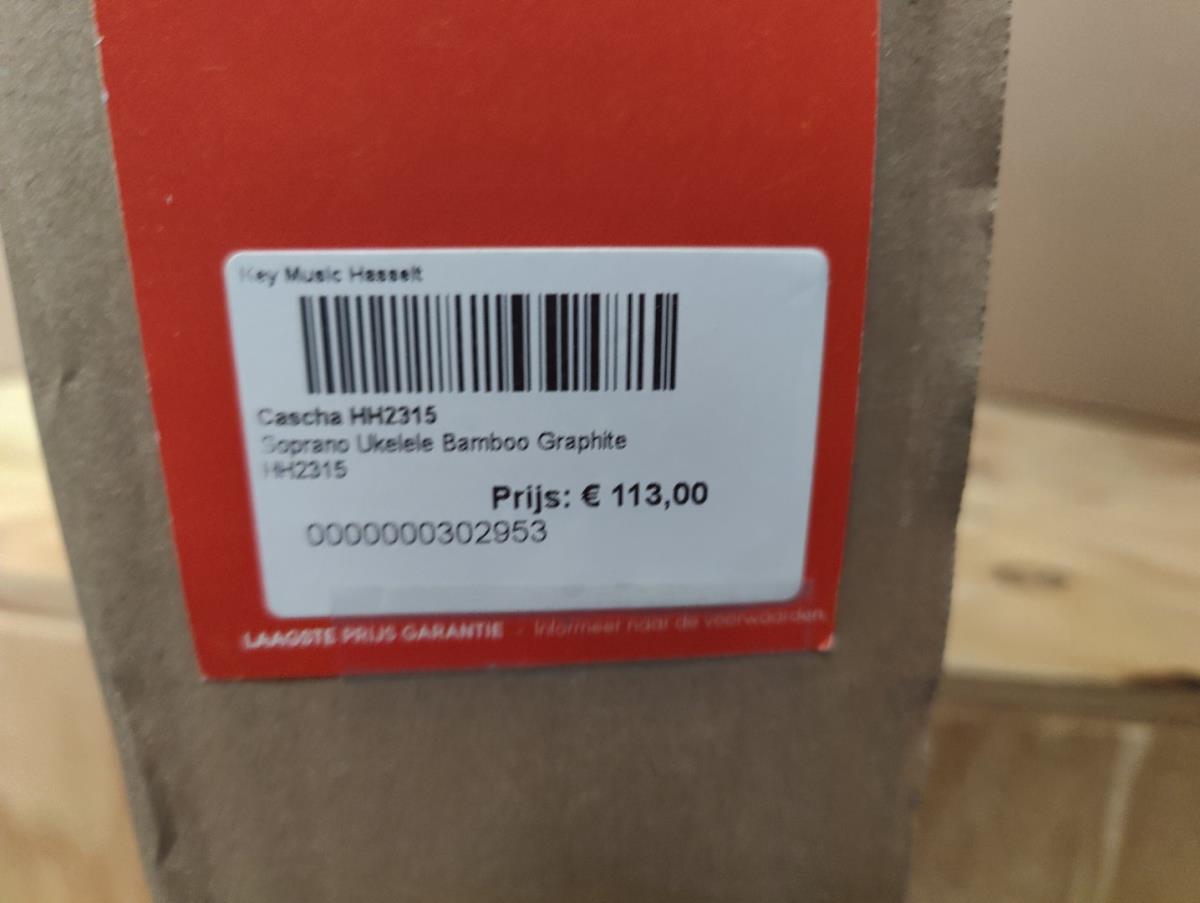 Key Music Hasselt
Cascha HH2315
Soprano Ukelele Bamboo Graphite
HH2315
Prijs: € 113,00
0000000302953
LAAGSTE PRIJS GARANTIE - Informeer naar de voorwaarden.